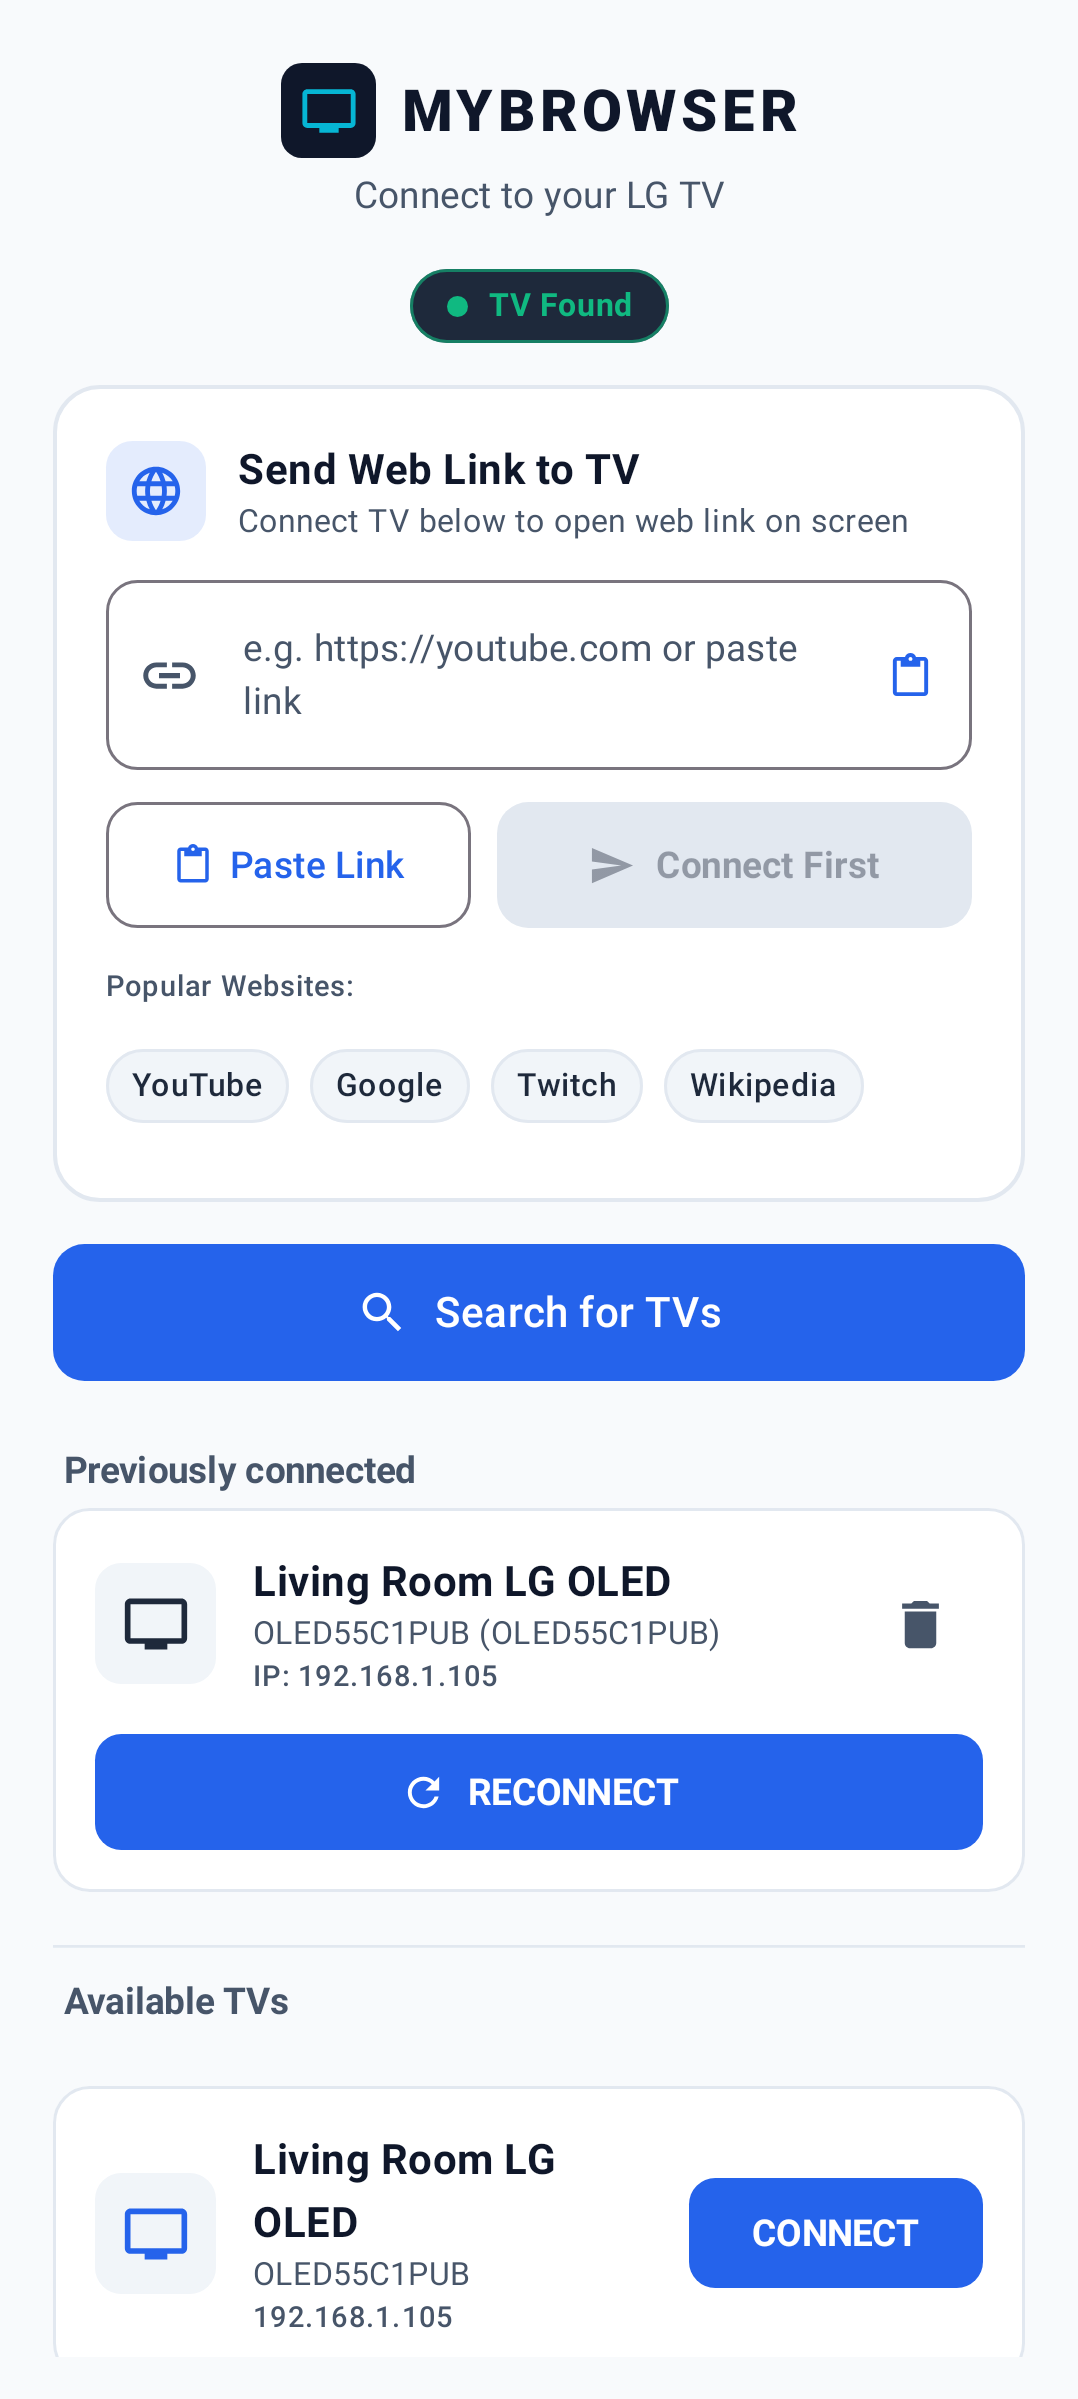 MYBROWSER
Connect to your LG TV
TV Found
Send Web Link to TV
Connect TV below to open web link on screen
e.g. https://youtube.com or paste
link
Paste Link
Connect First
Popular Websites:
YouTube
Google
Twitch
Wikipedia
Search for TVs
Previously connected
Living Room LG OLED
OLED55C1PUB (OLED55C1PUB)
IP: 192.168.1.105
RECONNECT
Available TVs
Living Room LG
OLED
OLED55C1PUB
192.168.1.105
CONNECT